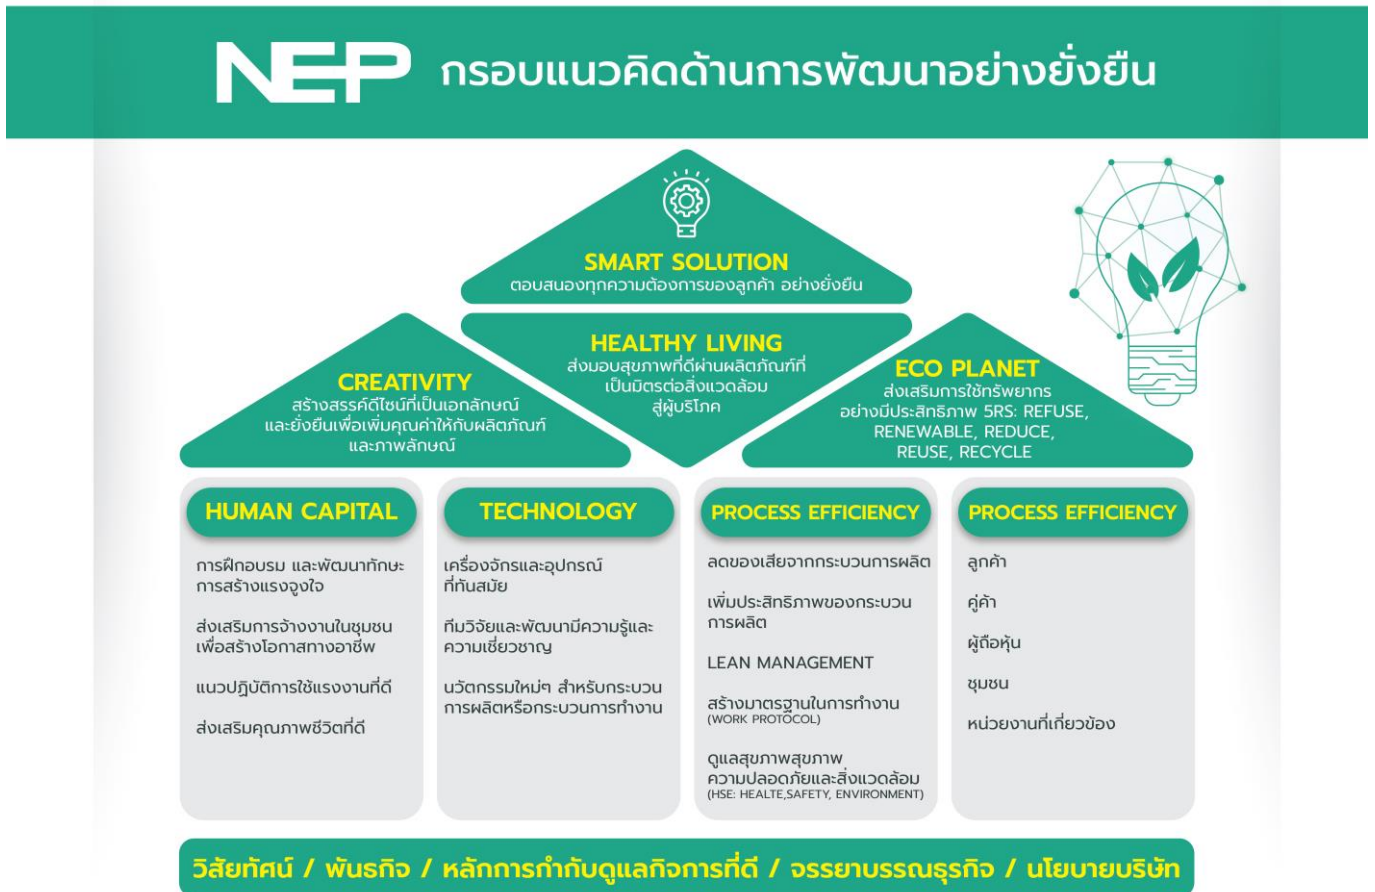 NEP กรอบแนวคิดด้านการพัฒนาอย่างยั่งยืน
SMART SOLUTION
ตอบสนองทุกความต้องการของลูกค้า อย่างยั่งยืน
HEALTHY LIVING
ส่งมอบสุขภาพที่ดีผ่านผลิตภัณฑ์ที่
เป็นมิตรต่อสิ่งแวดล้อม
สู่ผู้บริโภค
CREATIVITY
สร้างสรรค์ดีไซน์ที่เป็นเอกลักษณ์
และยั่งยืนเพื่อเพิ่มคุณค่าให้กับผลิตภัณฑ์
และภาพลักษณ์
ECO PLANET
ส่งเสริมการใช้ทรัพยากร
อย่างมีประสิทธิภาพ 5RS: REFUSE,
RENEWABLE, REDUCE,
REUSE, RECYCLE
HUMAN CAPITAL
การฝึกอบรม และพัฒนาทักษะ
การสร้างแรงจูงใจ
ส่งเสริมการจ้างงานในชุมชน
เพื่อสร้างโอกาสทางอาชีพ
แนวปฏิบัติการใช้แรงงานที่ดี
ส่งเสริมคุณภาพชีวิตที่ดี
TECHNOLOGY
เครื่องจักรและอุปกรณ์
ที่ทันสมัย
ทีมวิจัยและพัฒนามีความรู้และ
ความเชี่ยวชาญ
นวัตกรรมใหม่ๆ สำหรับกระบวน
การผลิตหรือกระบวนการทำงาน
PROCESS EFFICIENCY
ลดของเสียจากกระบวนการผลิต
เพิ่มประสิทธิภาพของกระบวน
การผลิต
LEAN MANAGEMENT
สร้างมาตรฐานในการทำงาน
(WORK PROTOCOL)
ดูแลสุขภาพสุขภาพ
ความปลอดภัยและสิ่งแวดล้อม
(HSE: HEALTE,SAFETY, ENVIRONMENT)
PROCESS EFFICIENCY
ลูกค้า
คู่ค้า
ผู้ถือหุ้น
ชุมชน
หน่วยงานที่เกี่ยวข้อง
วิสัยทัศน์ / พันธกิจ / หลักการกำกับดูแลกิจการที่ดี / จรรยาบรรณธุรกิจ / นโยบายบริษัท